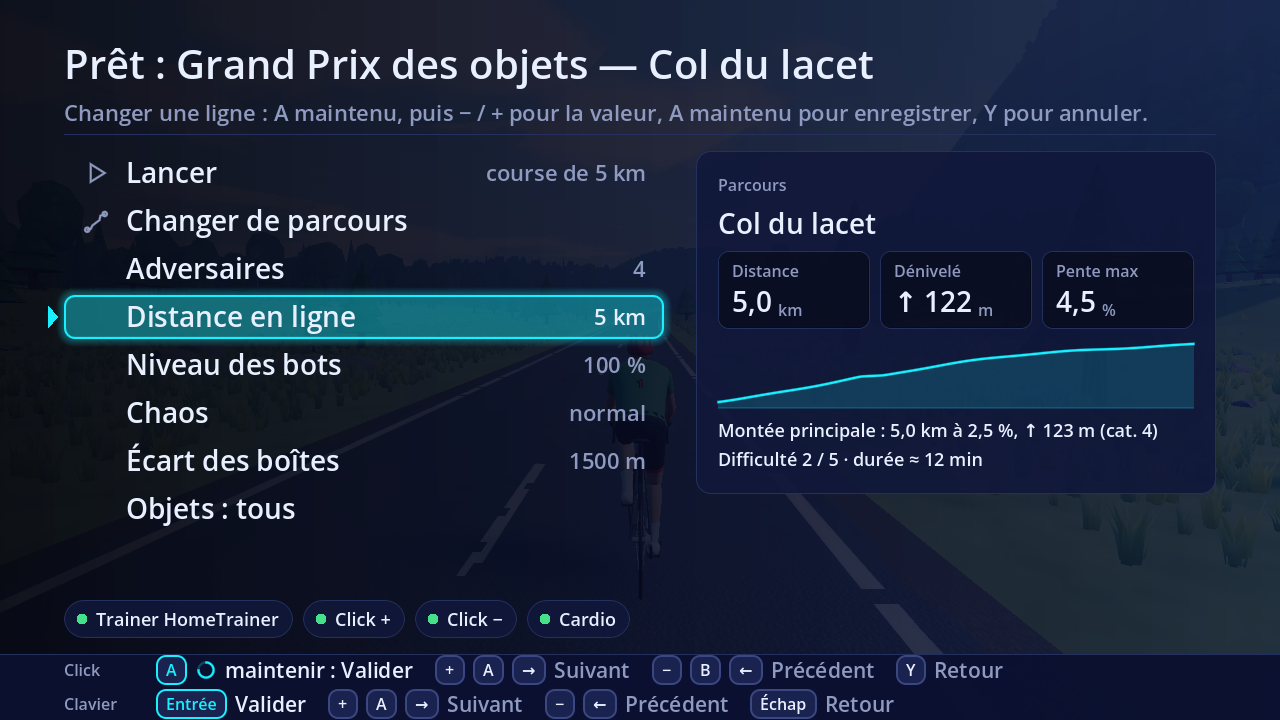 Prêt : Grand Prix des objets — Col du lacet
Changer une ligne : A maintenu, puis − / + pour la valeur, A maintenu pour enregistrer, Y pour annuler.
Lancer course de 5 km
Changer de parcours
Adversaires 4
Distance en ligne 5 km
Niveau des bots 100 %
Chaos normal
Écart des boîtes 1500 m
Objets : tous
Parcours
Col du lacet
Distance Dénivelé Pente max
5,0 km ↑ 122 m 4,5 %
Montée principale : 5,0 km à 2,5 %, ↑ 123 m (cat. 4)
Difficulté 2 / 5 · durée ≈ 12 min
Trainer HomeTrainer Click + Click − Cardio
Click A maintenir : Valider + A → Suivant − B ← Précédent Y Retour
Clavier Entrée Valider + A → Suivant − ← Précédent Échap Retour